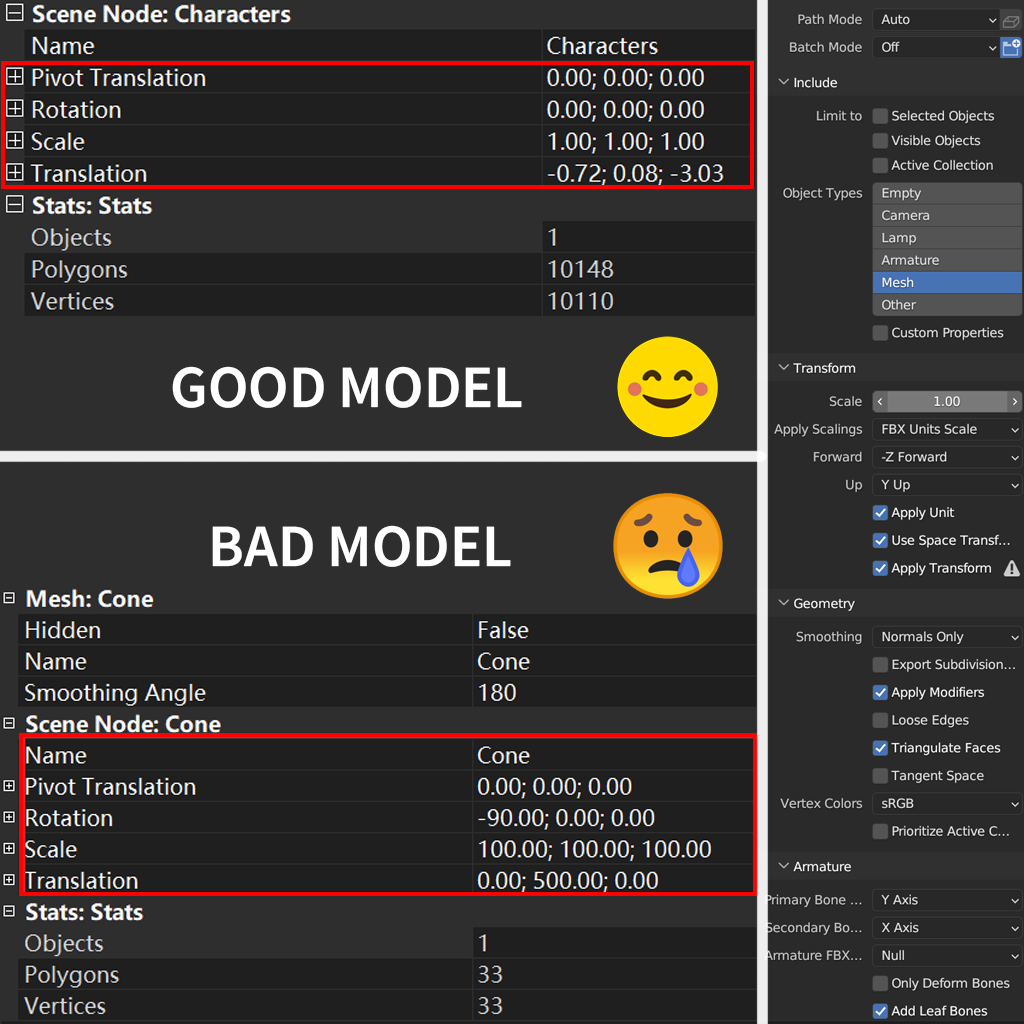 Scene Node: Characters
Name Characters
Pivot Translation 0.00; 0.00; 0.00
Rotation 0.00; 0.00; 0.00
Scale 1.00; 1.00; 1.00
Translation -0.72; 0.08; -3.03
Stats: Stats
Objects 1
Polygons 10148
Vertices 10110
GOOD MODEL
BAD MODEL
Mesh: Cone
Hidden False
Name Cone
Smoothing Angle 180
Scene Node: Cone
Name Cone
Pivot Translation 0.00; 0.00; 0.00
Rotation -90.00; 0.00; 0.00
Scale 100.00; 100.00; 100.00
Translation 0.00; 500.00; 0.00
Stats: Stats
Objects 1
Polygons 33
Vertices 33
Path Mode Auto
Batch Mode Off
Include
Limit to Selected Objects
Visible Objects
Active Collection
Object Types Empty
Camera
Lamp
Armature
Mesh
Other
Custom Properties
Transform
Scale 1.00
Apply Scalings FBX Units Scale
Forward -Z Forward
Up Y Up
Apply Unit
Use Space Transf...
Apply Transform
Geometry
Smoothing Normals Only
Export Subdivision...
Apply Modifiers
Loose Edges
Triangulate Faces
Tangent Space
Vertex Colors sRGB
Prioritize Active C...
Armature
Primary Bone ... Y Axis
Secondary Bo... X Axis
Armature FBX... Null
Only Deform Bones
Add Leaf Bones